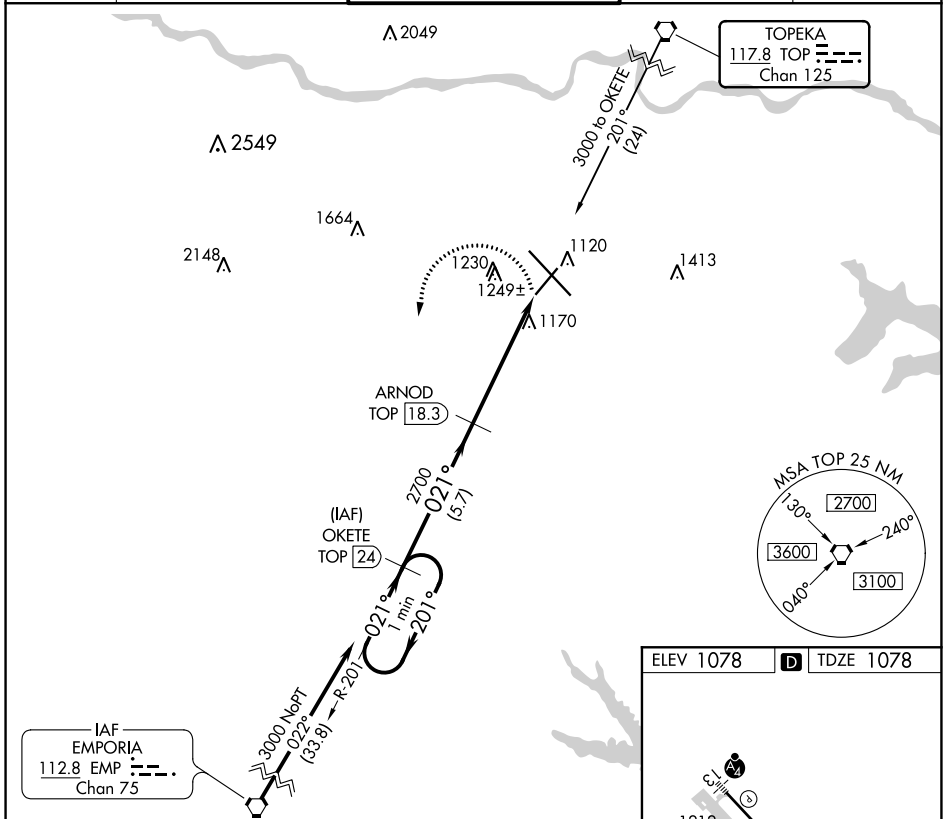 2049
TOPEKA
117.8 TOP
Chan 125
3000 to OKETE
201°
(24)
2549
1664
2148
1230
1249±
1120
1413
1170
ARNOD
TOP 18.3
2700
021°
(5.7)
MSA TOP 25 NM
130°
2700
240°
3600
3100
040°
(IAF)
OKETE
TOP 24
021°
1 min
201°
R-201
3000 NoPT
022°
(33.8)
IAF
EMPORIA
112.8 EMP
Chan 75
ELEV 1078 D TDZE 1078
A4
13
P